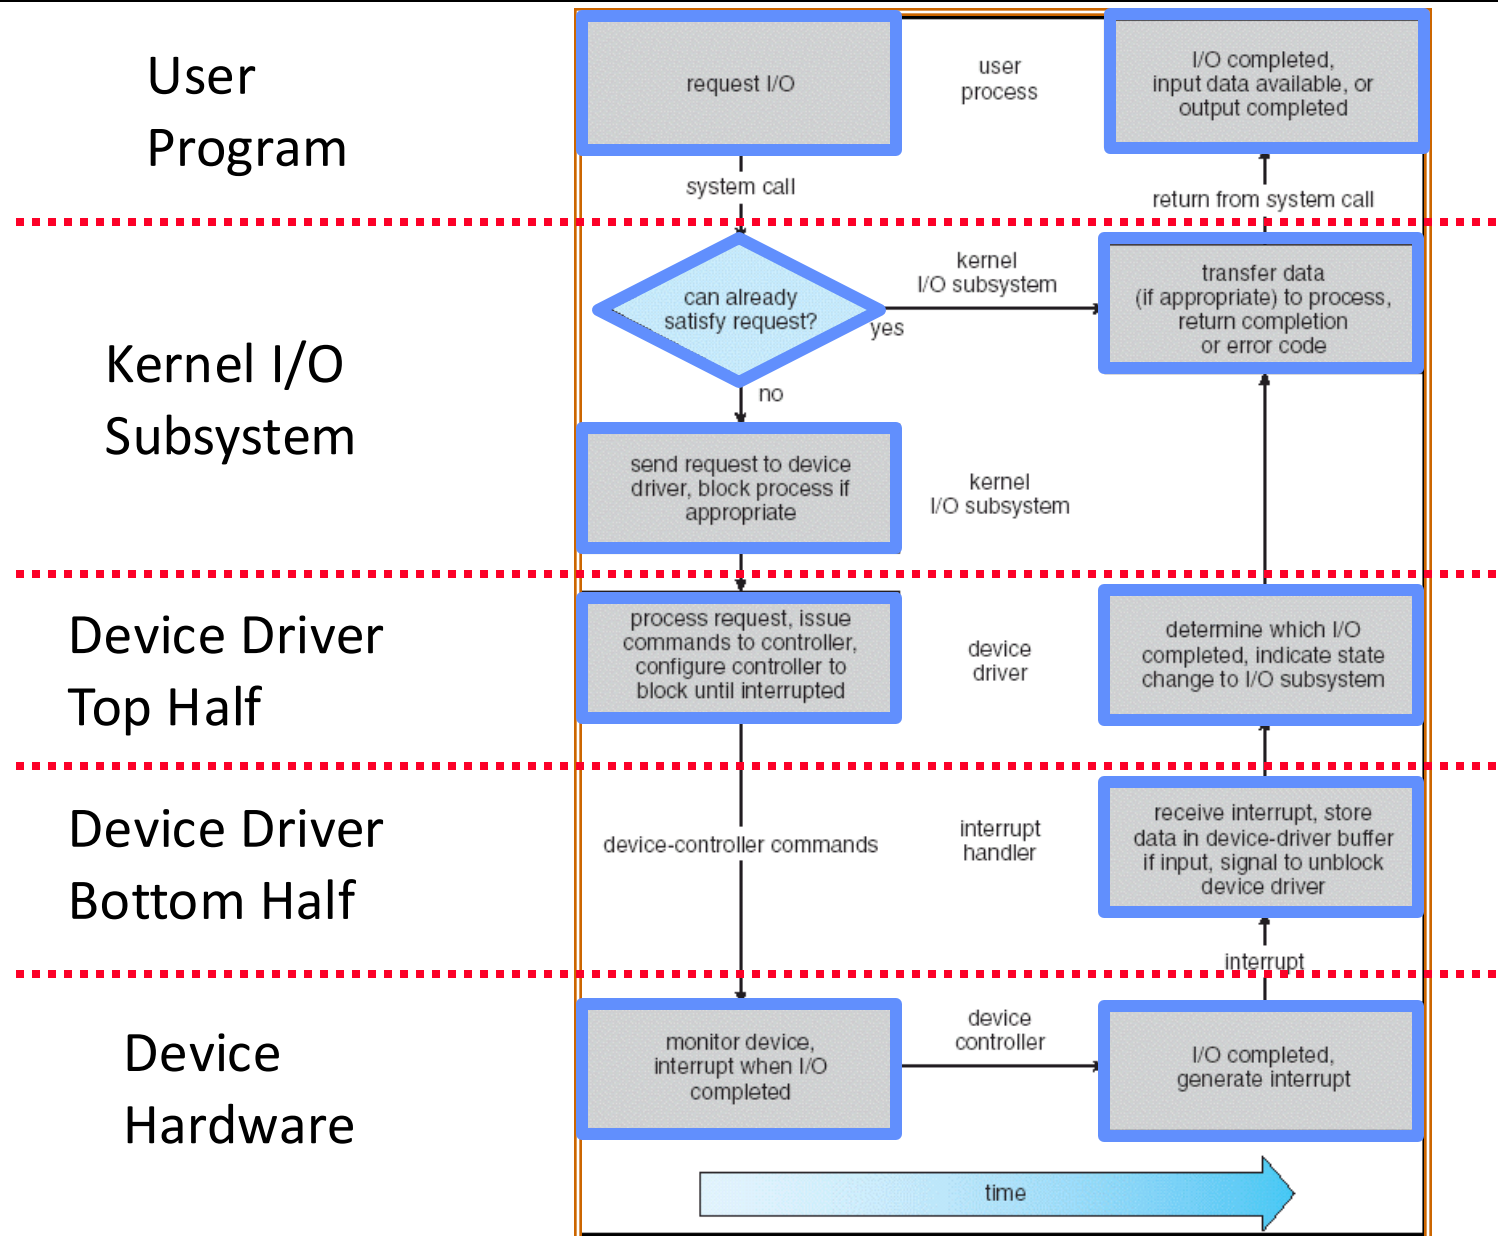 User
Program
request I/O
user
process
I/O completed,
input data available, or
output completed
system call
return from system call
Kernel I/O
Subsystem
can already
satisfy request?
kernel
I/O subsystem
yes
transfer data
(if appropriate) to process,
return completion
or error code
no
send request to device
driver, block process if
appropriate
kernel
I/O subsystem
Device Driver
Top Half
process request, issue
commands to controller,
configure controller to
block until interrupted
device
driver
determine which I/O
completed, indicate state
change to I/O subsystem
Device Driver
Bottom Half
device-controller commands
interrupt
handler
receive interrupt, store
data in device-driver buffer
if input, signal to unblock
device driver
interrupt
Device
Hardware
monitor device,
interrupt when I/O
completed
device
controller
I/O completed,
generate interrupt
time